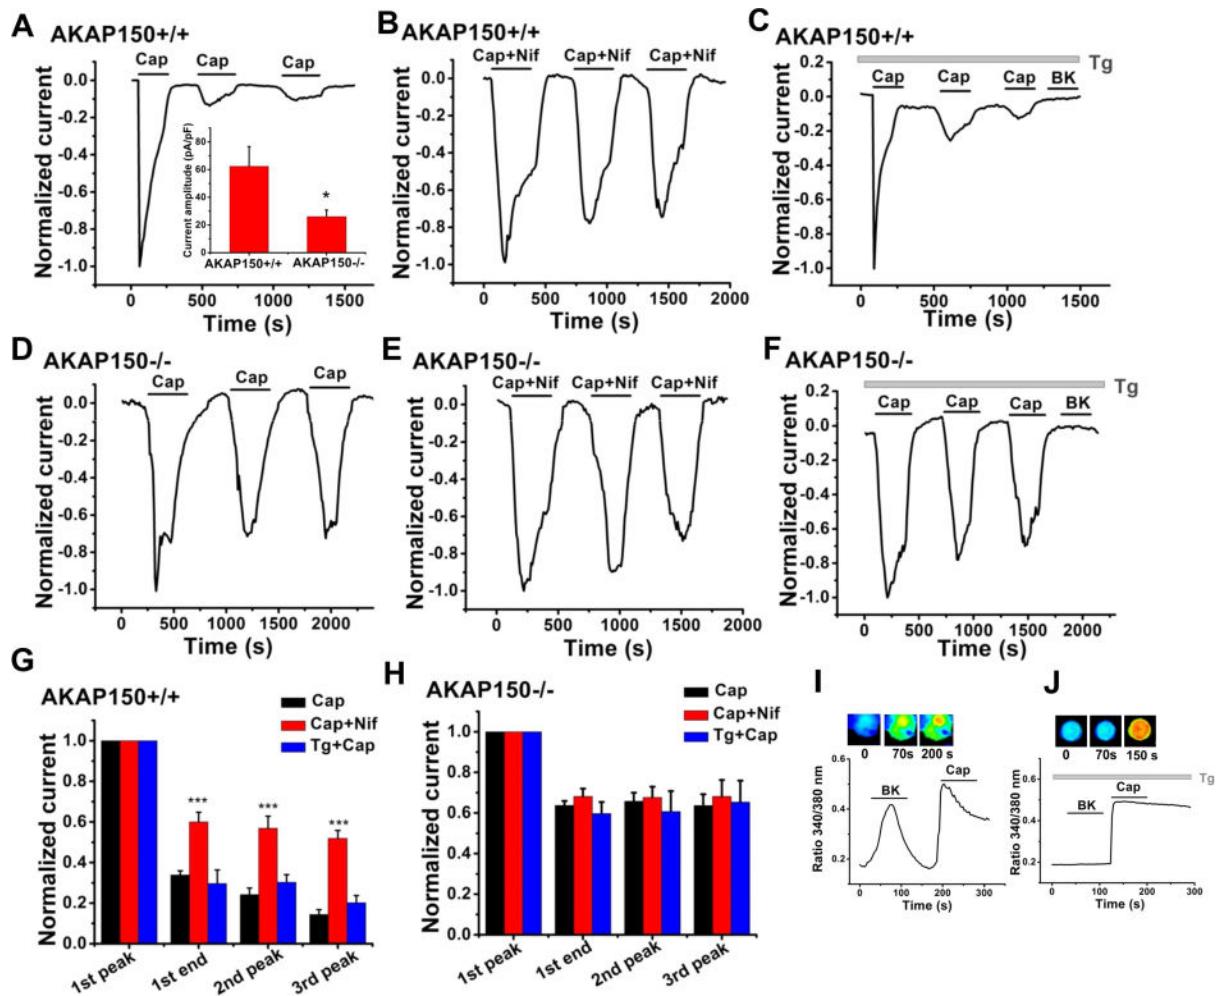 A
AKAP150+/+
Cap Cap Cap
Normalized current
0.0
-0.2
-0.4
-0.6
-0.8
-1.0
0 500 1000 1500
Time (s)
Current amplitude (pA/pF)
80
60
40
20
0
*
AKAP150+/+ AKAP150-/-
B
AKAP150+/+
Cap+Nif Cap+Nif Cap+Nif
Normalized current
0.0
-0.2
-0.4
-0.6
-0.8
-1.0
0 500 1000 1500 2000
Time (s)
C
AKAP150+/+
Tg
Cap Cap Cap BK
Normalized current
0.2
0.0
-0.2
-0.4
-0.6
-0.8
-1.0
0 500 1000 1500
Time (s)
D
AKAP150-/-
Cap Cap Cap
Normalized current
0.0
-0.2
-0.4
-0.6
-0.8
-1.0
0 500 1000 1500 2000
Time (s)
E
AKAP150-/-
Cap+Nif Cap+Nif Cap+Nif
Normalized current
0.0
-0.2
-0.4
-0.6
-0.8
-1.0
0 500 1000 1500 2000
Time (s)
F
AKAP150-/-
Tg
Cap Cap Cap BK
Normalized current
0.2
0.0
-0.2
-0.4
-0.6
-0.8
-1.0
0 500 1000 1500 2000
Time (s)
G
AKAP150+/+
Cap
Cap+Nif
Tg+Cap
Normalized current
1.0
0.8
0.6
0.4
0.2
0.0
*** *** ***
1st peak 1st end 2nd peak 3rd peak
H
AKAP150-/-
Cap
Cap+Nif
Tg+Cap
Normalized current
1.0
0.8
0.6
0.4
0.2
0.0
1st peak 1st end 2nd peak 3rd peak
I
0 70s 200 s
Ratio 340/380 nm
0.6
0.4
0.2
BK Cap
0 100 200 300
Time (s)
J
0 70s 150 s
Tg
Ratio 340/380 nm
0.6
0.4
0.2
BK Cap
0 100 200 300
Time (s)